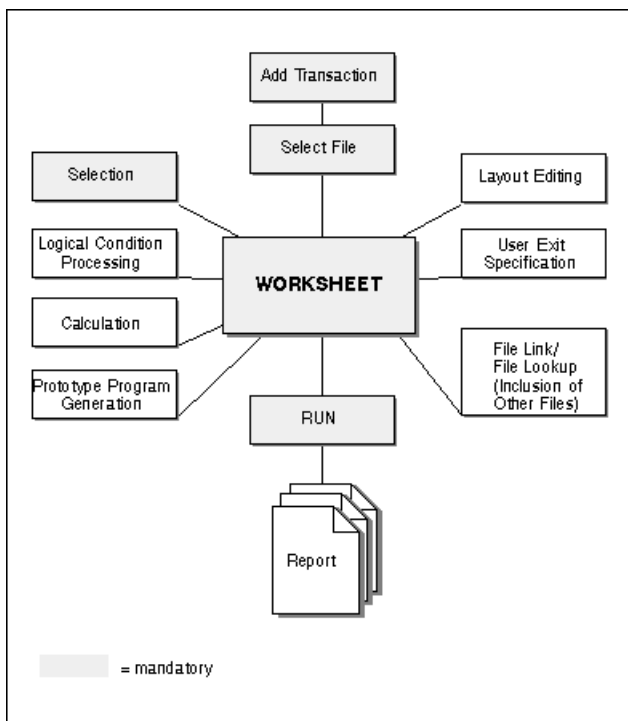 Add Transaction
Select File
Selection
Layout Editing
Logical Condition
Processing
User Exit
Specification
WORKSHEET
Calculation
File Link/
File Lookup
(Inclusion of
Other Files)
Prototype Program
Generation
RUN
Report
= mandatory